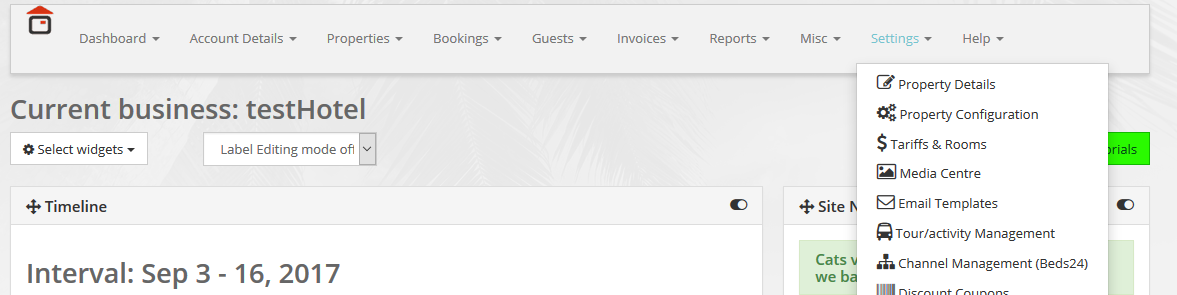 Dashboard Account Details Properties Bookings Guests Invoices Reports Misc Settings Help
Current business: testHotel
Select widgets
Label Editing mode off
Timeline
Interval: Sep 3 - 16, 2017
Site N
Cats v
we ba
orials
Property Details
Property Configuration
Tariffs & Rooms
Media Centre
Email Templates
Tour/activity Management
Channel Management (Beds24)
Discount Coupons